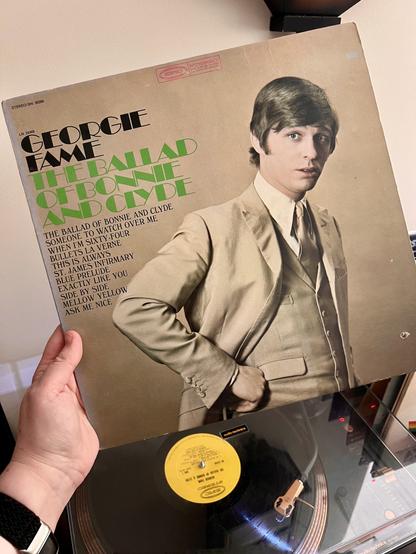 EPIC
GEORGIE
FAME
THE BALLAD
OF BONNIE
AND CLYDE
THE BALLAD OF BONNIE AND CLYDE
SOMEONE TO WATCH OVER ME
WHEN I'M SIXTY-FOUR
BULLETS LA VERNE
THIS IS ALWAYS
ST. JAMES INFIRMARY
BLUE PRELUDE
EXACTLY LIKE YOU
SIDE BY SIDE
MELLOW YELLOW
ASK ME NICE
EPIC